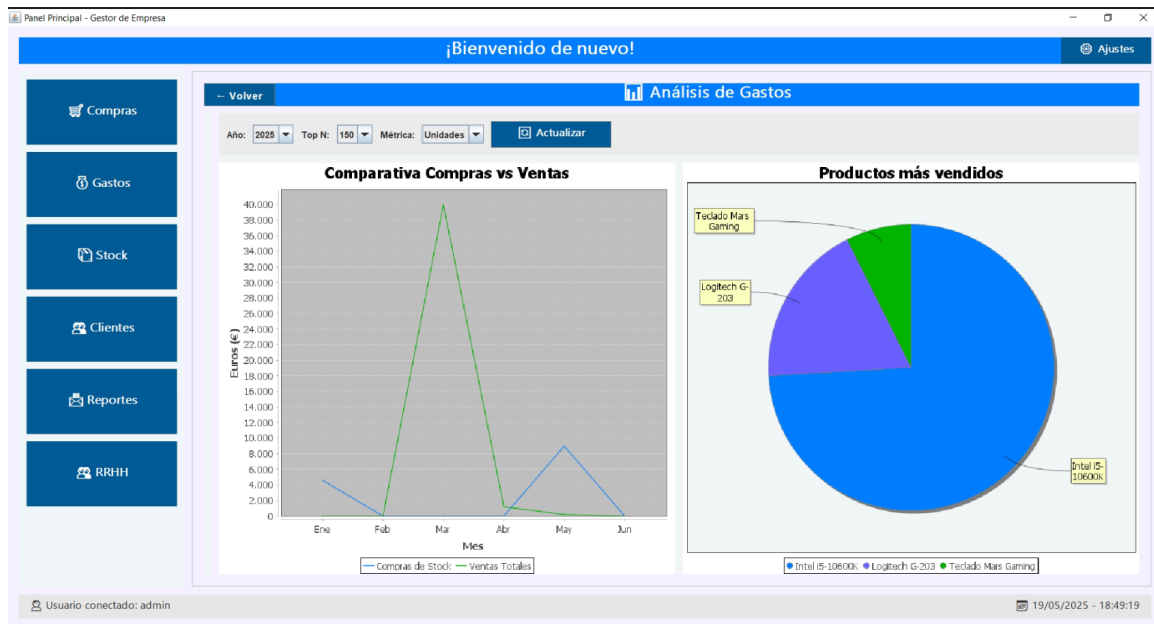 Panel Principal - Gestor de Empresa
¡Bienvenido de nuevo!
Ajustes
Compras
Gastos
Stock
Clientes
Reportes
RRHH
← Volver
Análisis de Gastos
Año: 2025 Top N: 150 Métrica: Unidades Actualizar
Comparativa Compras vs Ventas
40.000
38.000
36.000
34.000
32.000
30.000
28.000
26.000
24.000
22.000
20.000
18.000
16.000
14.000
12.000
10.000
8.000
6.000
4.000
2.000
0
Euros (€)
Ene Feb Mar Abr May Jun
Mes
Compras de Stock Ventas Totales
Productos más vendidos
Teclado Mars
Gaming
Logitech G-
203
Intel i5-
10600K
Intel i5-10600K Logitech G-203 Teclado Mars Gaming
Usuario conectado: admin
19/05/2025 - 18:49:19